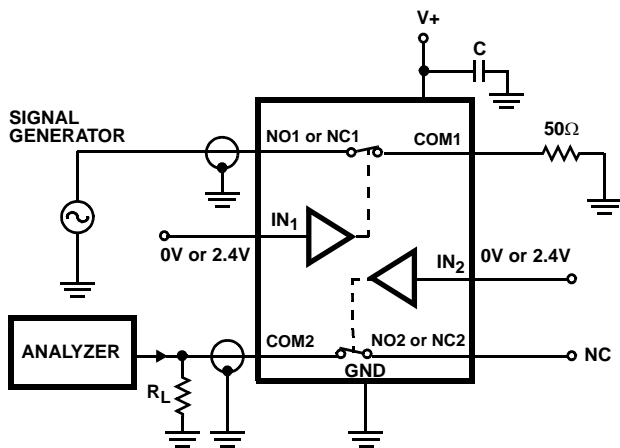 V+
C
SIGNAL
GENERATOR
NO1 or NC1
COM1
50Ω
IN1
0V or 2.4V
IN2
0V or 2.4V
ANALYZER
COM2
NO2 or NC2
NC
GND
RL